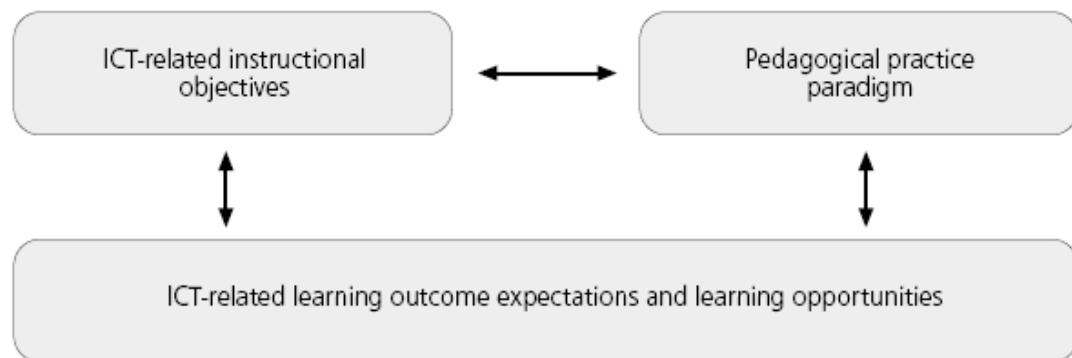 ICT-related instructional
objectives
Pedagogical practice
paradigm
ICT-related learning outcome expectations and learning opportunities